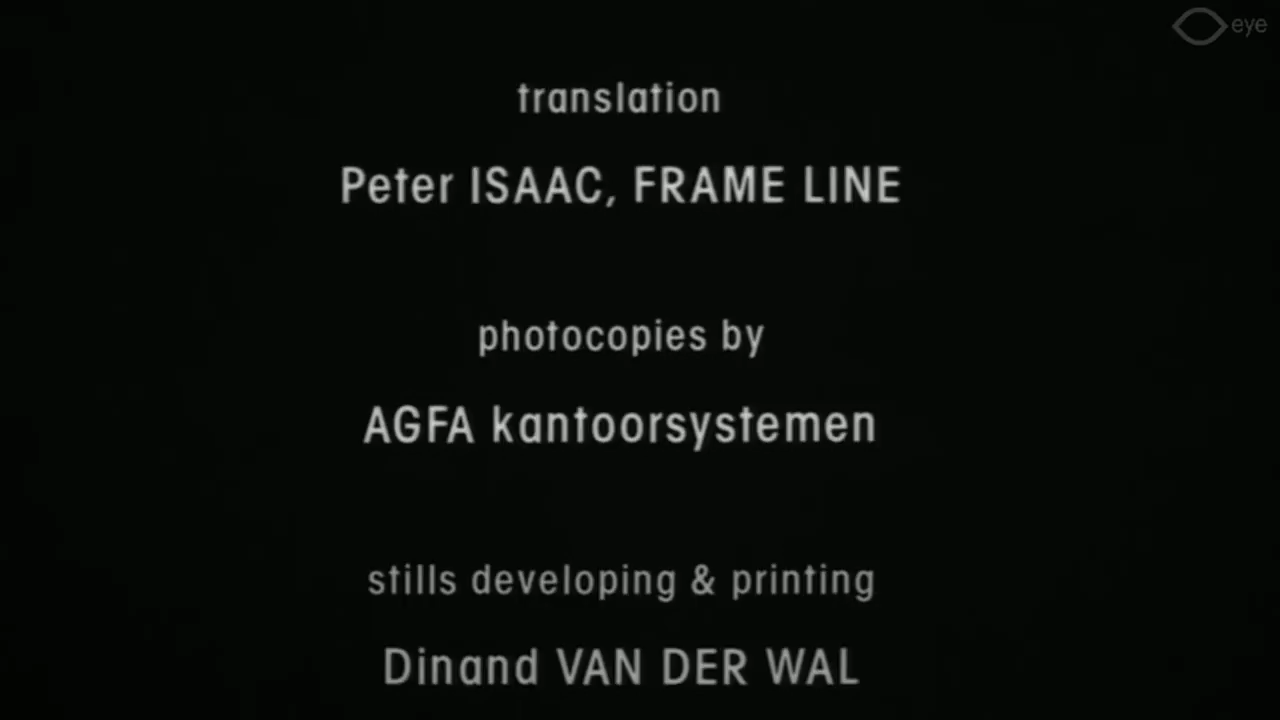 eye
translation
Peter ISAAC, FRAME LINE
photocopies by
AGFA kantoorsystemen
stills developing & printing
Dinand VAN DER WAL